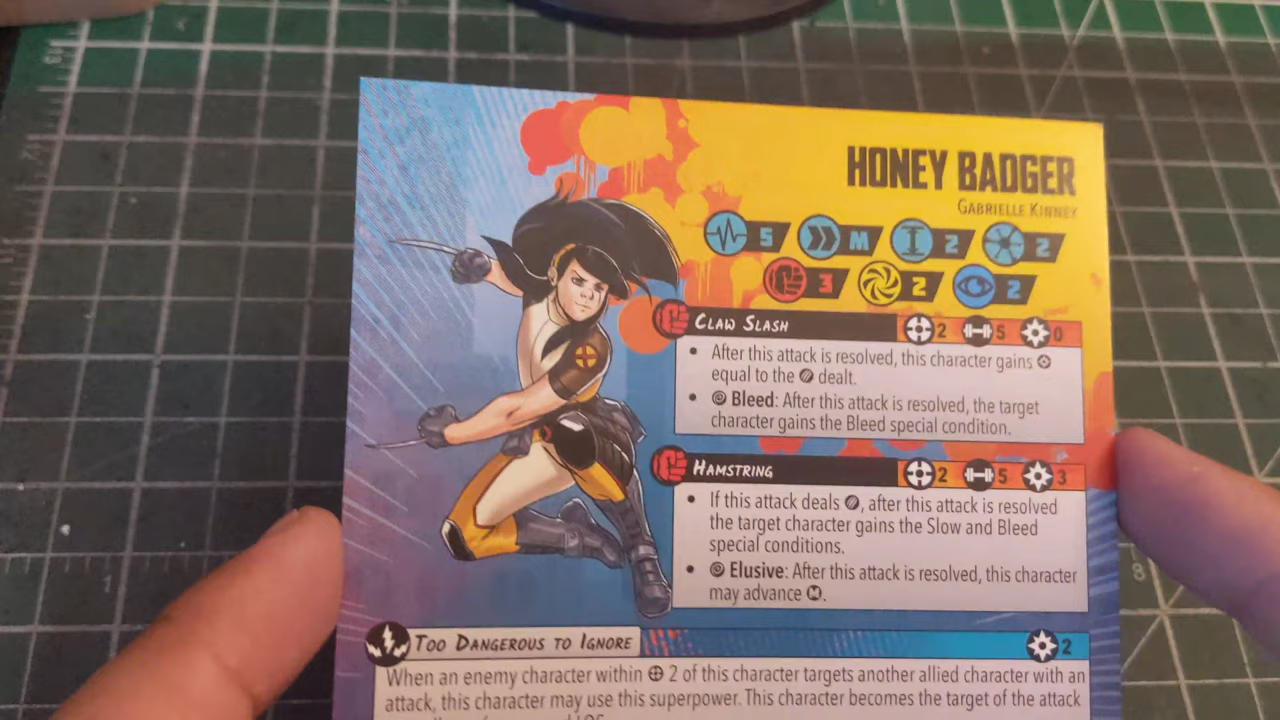 HONEY BADGER
GABRIELLE KINNEY
5 M 2 2
3 2 2
CLAW SLASH 2 5 0
• After this attack is resolved, this character gains
equal to the dealt.
• Bleed: After this attack is resolved, the target
character gains the Bleed special condition.
HAMSTRING 2 5 3
• If this attack deals , after this attack is resolved
the target character gains the Slow and Bleed
special conditions.
• Elusive: After this attack is resolved, this character
may advance M.
TOO DANGEROUS TO IGNORE 2
When an enemy character within 2 of this character targets another allied character with an
attack, this character may use this superpower. This character becomes the target of the attack
8